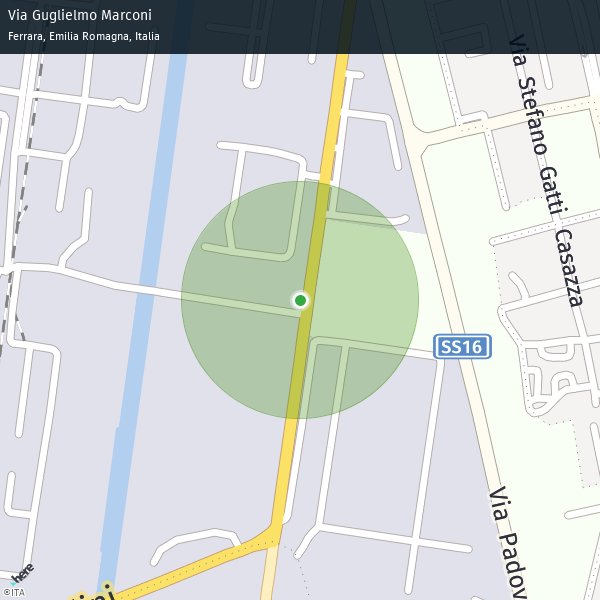 Via Guglielmo Marconi
Ferrara, Emilia Romagna, Italia
Via Stefano Gatti Casazza
SS16
Via Padov
here
©ITA